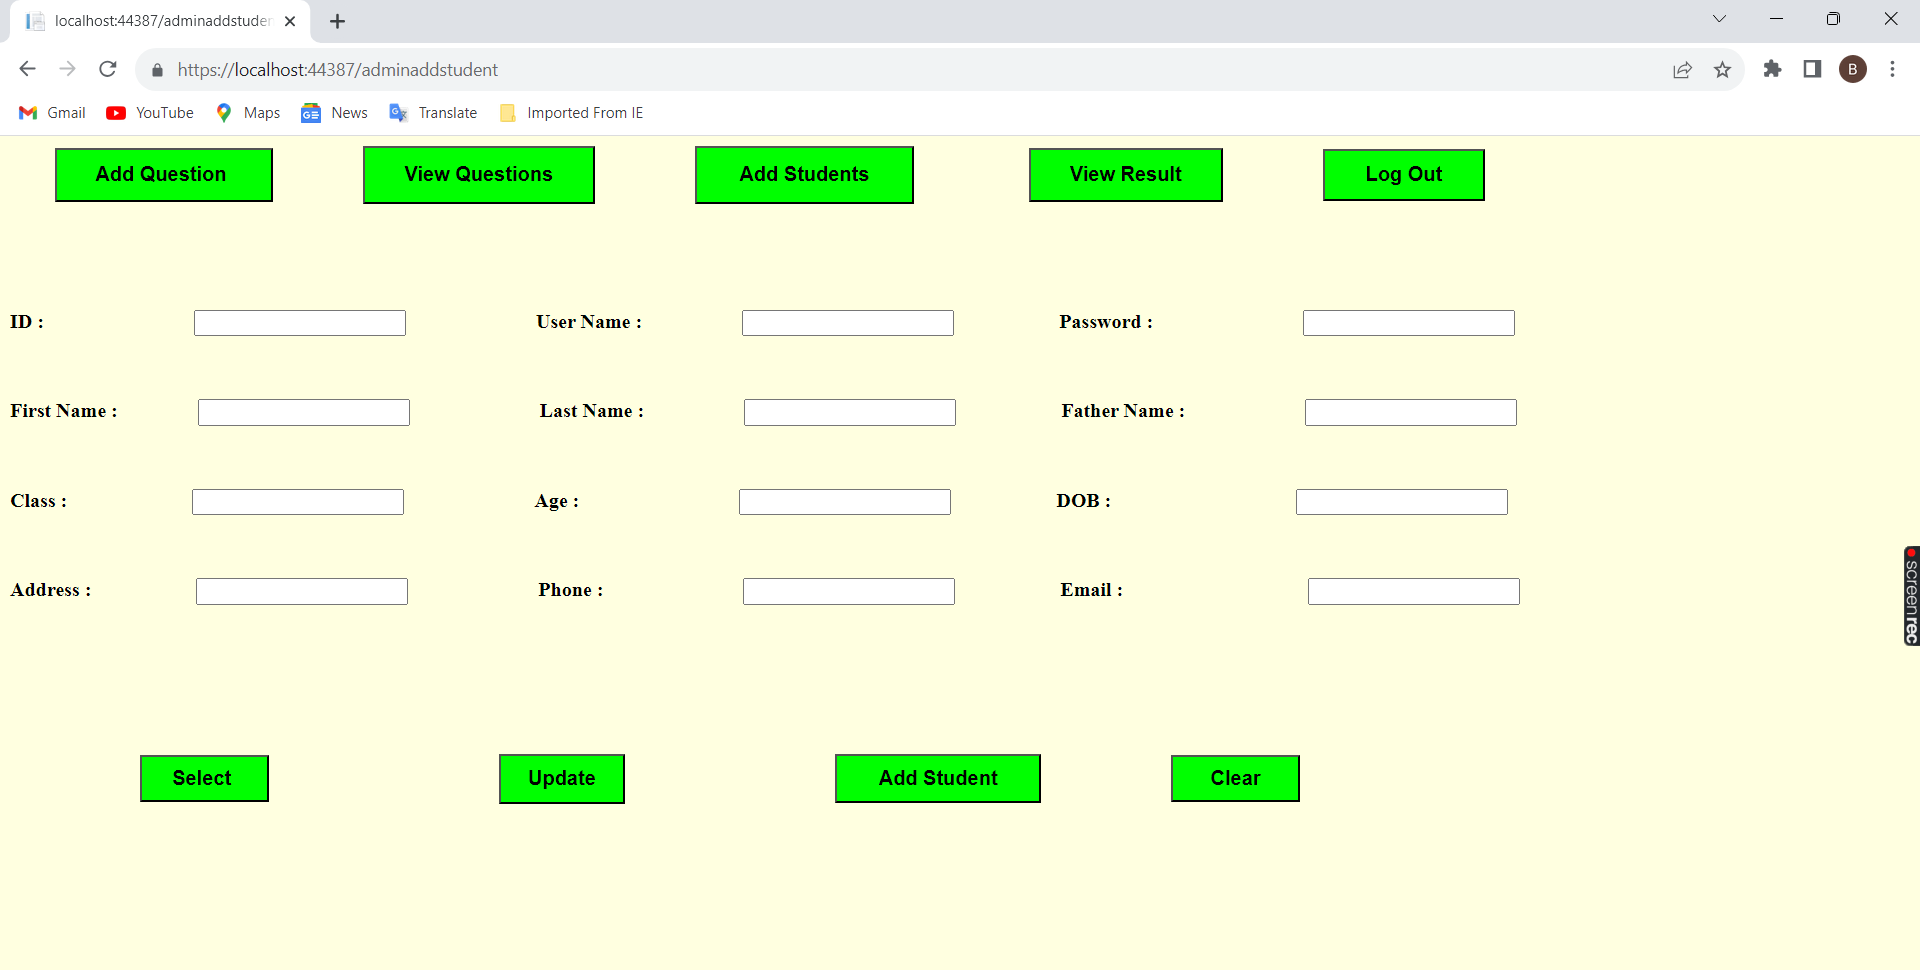 localhost:44387/adminaddstuden
https://localhost:44387/adminaddstudent
B
Gmail YouTube Maps News Translate Imported From IE
Add Question View Questions Add Students View Result Log Out
ID : User Name : Password :
First Name : Last Name : Father Name :
Class : Age : DOB :
Address : Phone : Email :
screenrec
Select Update Add Student Clear